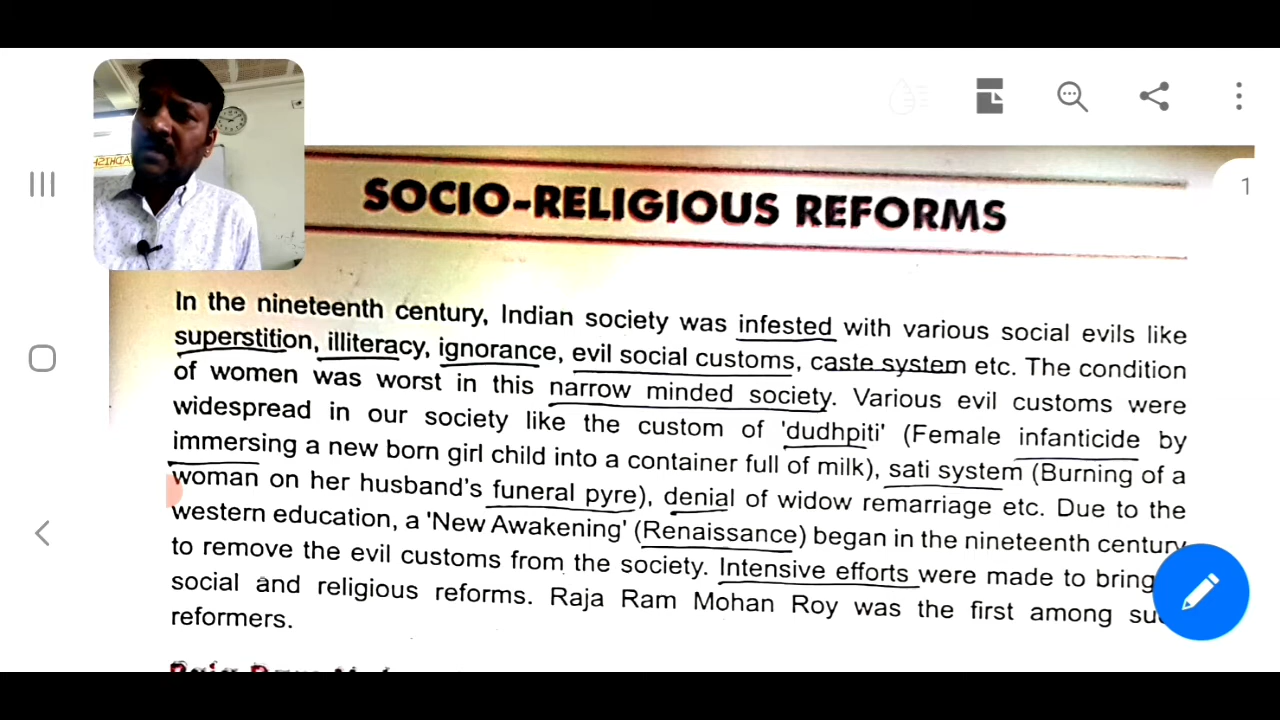 1
SOCIO-RELIGIOUS REFORMS
In the nineteenth century, Indian society was infested with various social evils like
superstition, illiteracy, ignorance, evil social customs, caste system etc. The condition
of women was worst in this narrow minded society. Various evil customs were
widespread in our society like the custom of 'dudhpiti' (Female infanticide by
immersing a new born girl child into a container full of milk), sati system (Burning of a
woman on her husband's funeral pyre), denial of widow remarriage etc. Due to the
western education, a 'New Awakening' (Renaissance) began in the nineteenth century
to remove the evil customs from the society. Intensive efforts were made to bring
social and religious reforms. Raja Ram Mohan Roy was the first among
reformers.